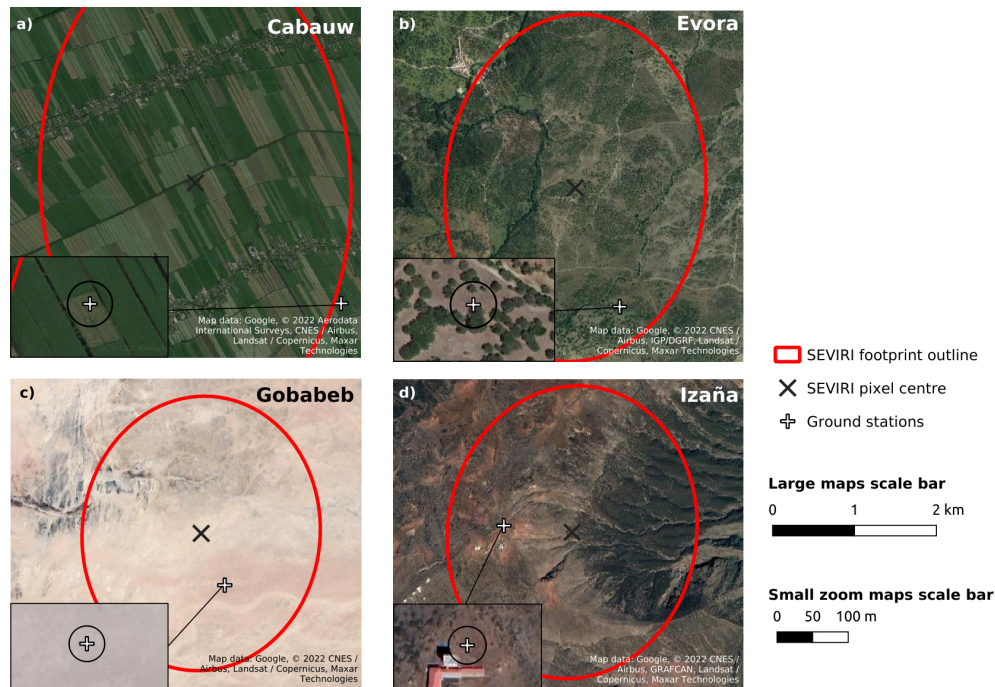 a)
Cabauw
Map data: Google, © 2022 Aerodata
International Surveys, CNES / Airbus,
Landsat / Copernicus, Maxar
Technologies
b)
Evora
Map data: Google, © 2022 CNES /
Airbus, IGP/DGRF, Landsat /
Copernicus, Maxar Technologies
c)
Gobabeb
Map data: Google, © 2022 CNES /
Airbus, Landsat / Copernicus, Maxar
Technologies
d)
Izaña
Map data: Google, © 2022 CNES /
Airbus, GRAFCAN, Landsat /
Copernicus, Maxar Technologies
SEVIRI footprint outline
SEVIRI pixel centre
Ground stations
Large maps scale bar
0 1 2 km
Small zoom maps scale bar
0 50 100 m